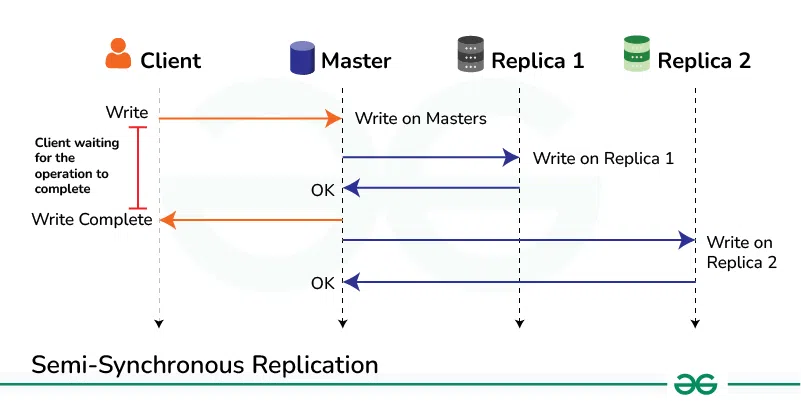 Client
Master
Replica 1
Replica 2
Write
Write on Masters
Client waiting
for the
operation to
complete
Write on Replica 1
OK
Write Complete
Write on
Replica 2
OK
Semi-Synchronous Replication